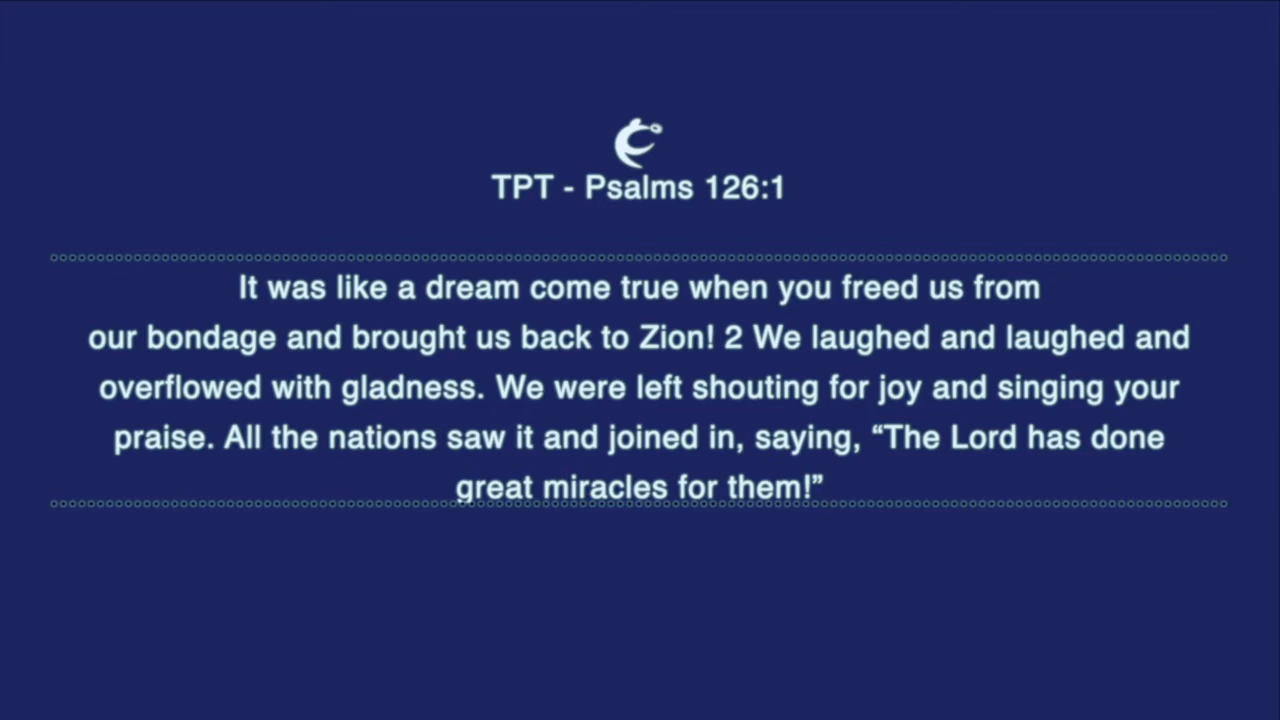 TPT - Psalms 126:1
It was like a dream come true when you freed us from
our bondage and brought us back to Zion! 2 We laughed and laughed and
overflowed with gladness. We were left shouting for joy and singing your
praise. All the nations saw it and joined in, saying, “The Lord has done
great miracles for them!”